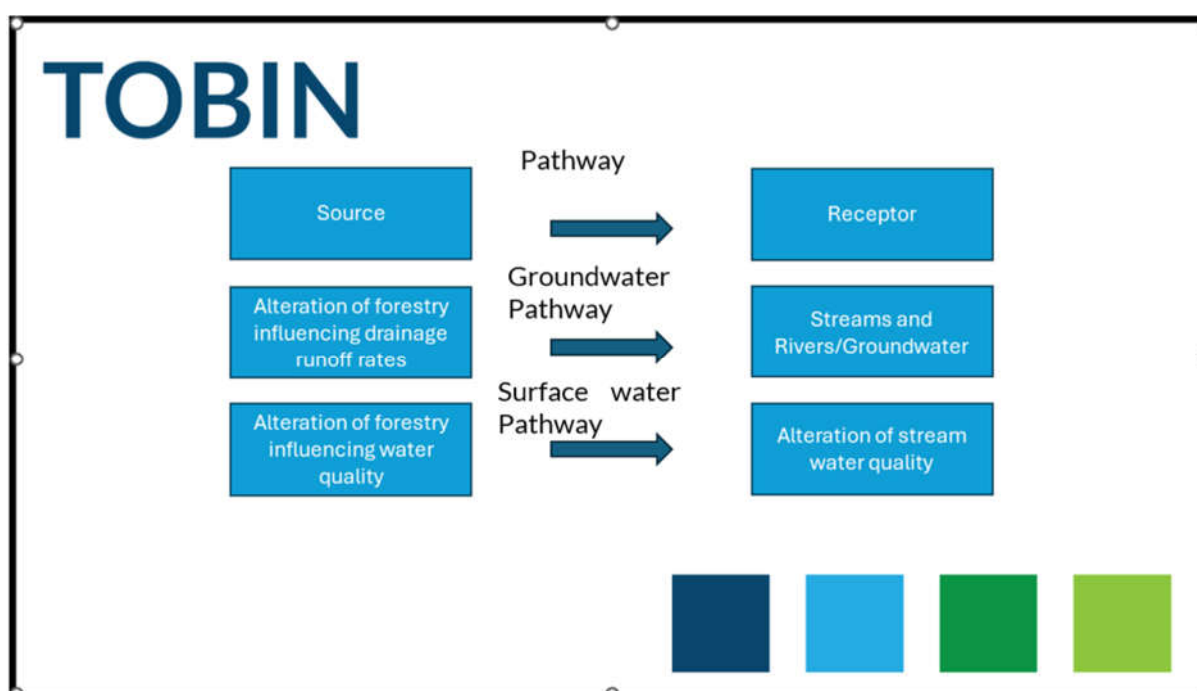 TOBIN
Source
Pathway
Receptor
Alteration of forestry
influencing drainage
runoff rates
Groundwater
Pathway
Streams and
Rivers/Groundwater
Alteration of forestry
influencing water
quality
Surface water
Pathway
Alteration of stream
water quality